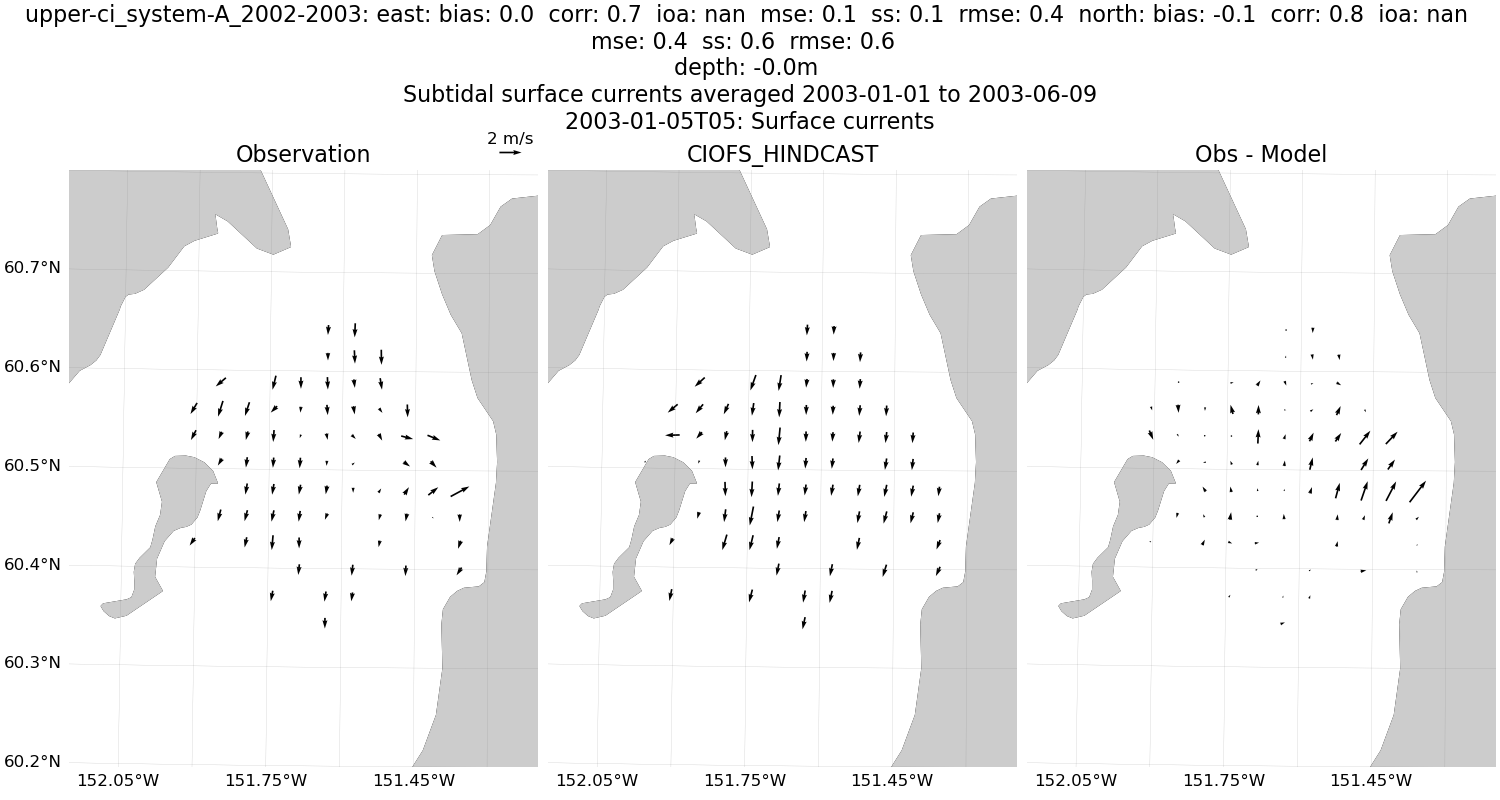 upper-ci_system-A_2002-2003: east: bias: 0.0  corr: 0.7  ioa: nan  mse: 0.1  ss: 0.1  rmse: 0.4  north: bias: -0.1  corr: 0.8  ioa: nan
mse: 0.4  ss: 0.6  rmse: 0.6
depth: -0.0m
Subtidal surface currents averaged 2003-01-01 to 2003-06-09
2003-01-05T05: Surface currents
2 m/s
Observation
CIOFS_HINDCAST
Obs - Model
60.7°N
60.6°N
60.5°N
60.4°N
60.3°N
60.2°N
152.05°W 151.75°W 151.45°W
152.05°W 151.75°W 151.45°W
152.05°W 151.75°W 151.45°W